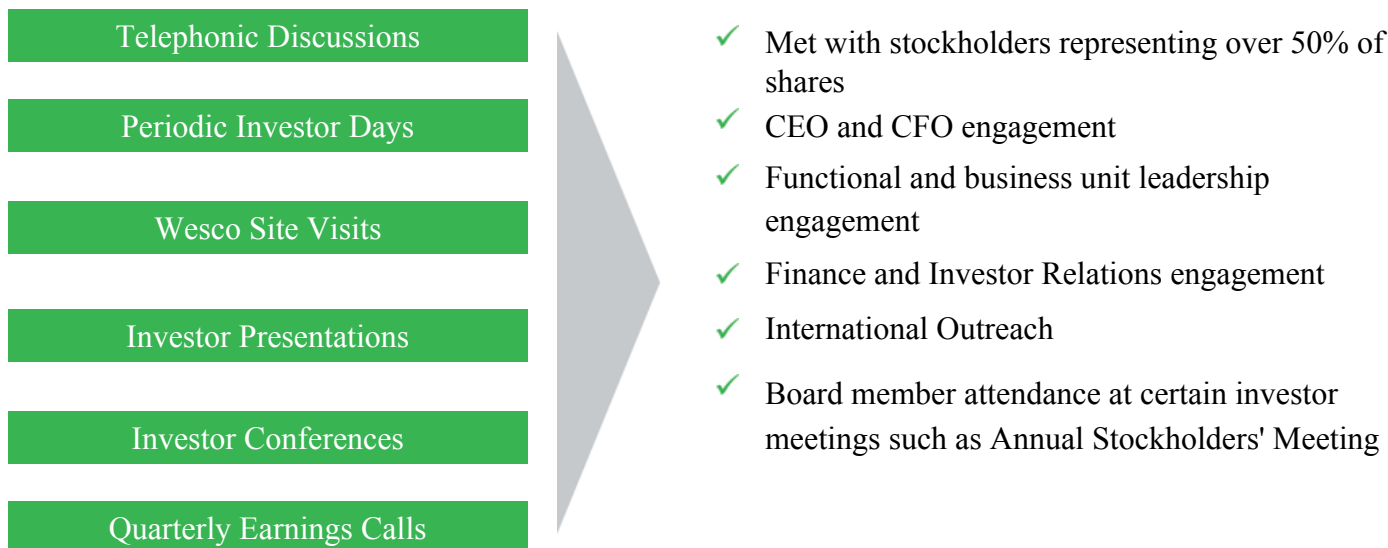 Telephonic Discussions
Periodic Investor Days
Wesco Site Visits
Investor Presentations
Investor Conferences
Quarterly Earnings Calls
Met with stockholders representing over 50% of
shares
CEO and CFO engagement
Functional and business unit leadership
engagement
Finance and Investor Relations engagement
International Outreach
Board member attendance at certain investor
meetings such as Annual Stockholders' Meeting